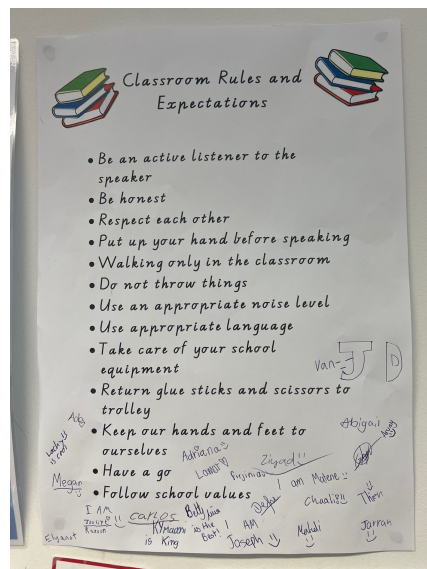 Classroom Rules and
Expectations
• Be an active listener to the
speaker
• Be honest
• Respect each other
• Put up your hand before speaking
• Walking only in the classroom
• Do not throw things
• Use an appropriate noise level
• Use appropriate language
• Take care of your school
equipment
• Return glue sticks and scissors to
trolley
• Keep our hands and feet to
ourselves
• Have a go
• Follow school values
Van-J D
Abigail
Adriana
Ziyad
Megan
I am Matene
I AM
carlos
Billy
is the
Best!
is King
I AM
Joseph
Mahdi
Jarrah